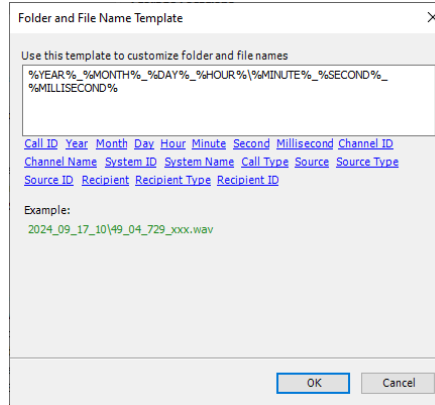 Folder and File Name Template
Use this template to customize folder and file names
%YEAR%_%MONTH%_%DAY%_%HOUR%\%MINUTE%_%SECOND%_
%MILLISECOND%
Call ID Year Month Day Hour Minute Second Millisecond Channel ID
Channel Name System ID System Name Call Type Source Source Type
Source ID Recipient Recipient Type Recipient ID
Example:
2024_09_17_10\49_04_729_xxx.wav
OK Cancel